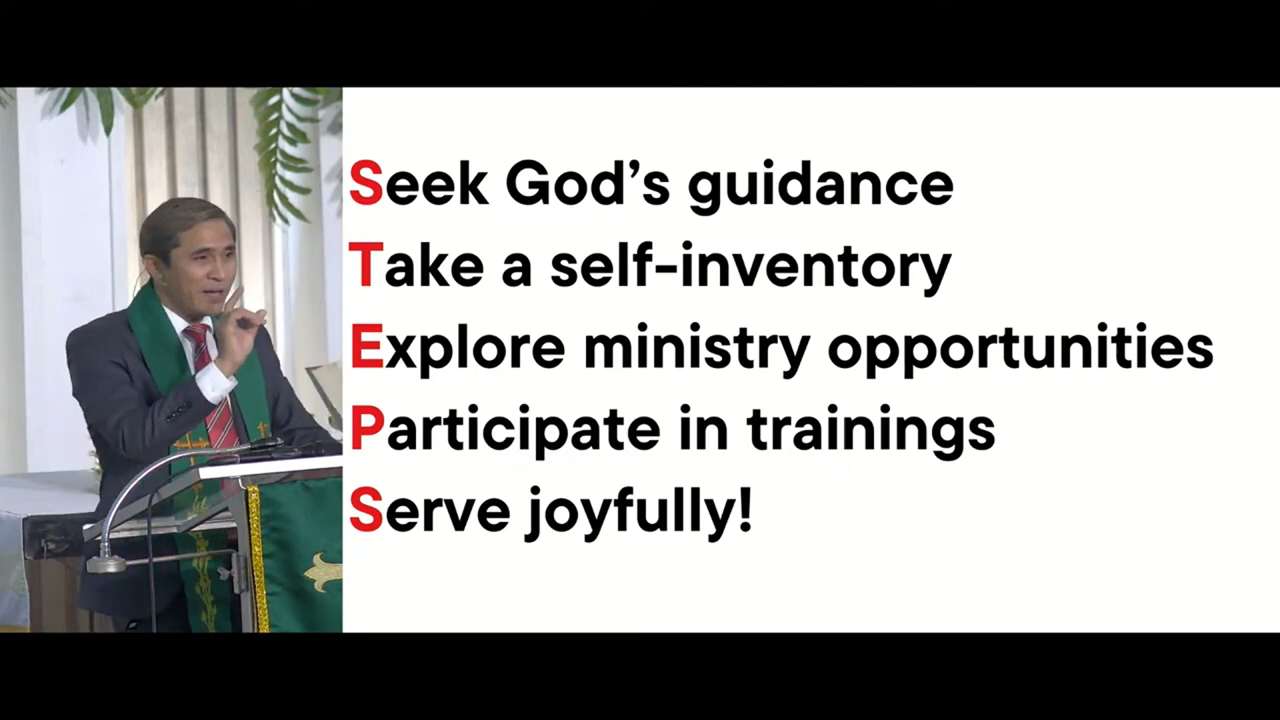 Seek God’s guidance
Take a self-inventory
Explore ministry opportunities
Participate in trainings
Serve joyfully!